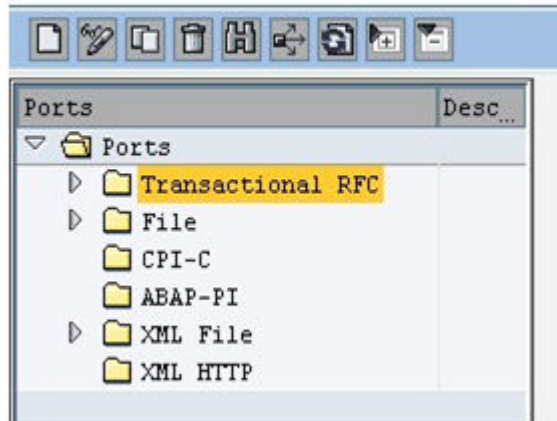 Ports Desc...
Ports
Transactional RFC
File
CPI-C
ABAP-PI
XML File
XML HTTP